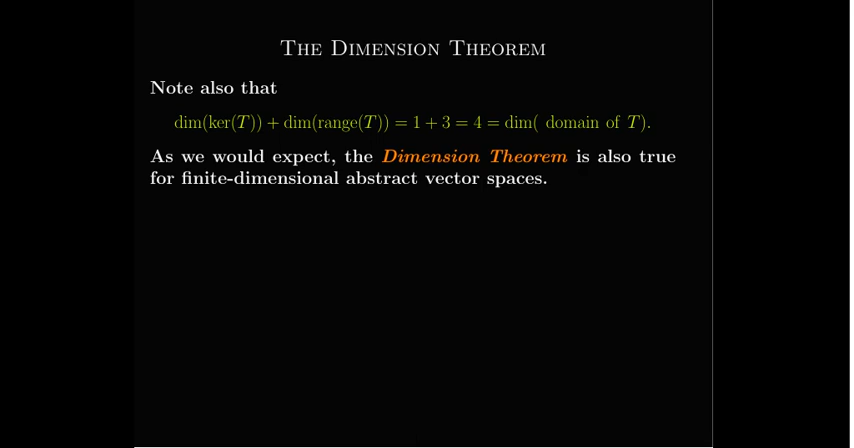 The Dimension Theorem
Note also that
dim(ker(T)) + dim(range(T)) = 1 + 3 = 4 = dim( domain of T).
As we would expect, the Dimension Theorem is also true
for finite-dimensional abstract vector spaces.